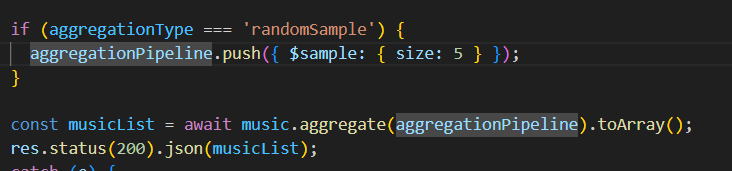 if (aggregationType === 'randomSample') {
aggregationPipeline.push({ $sample: { size: 5 } });
}
const musicList = await music.aggregate(aggregationPipeline).toArray();
res.status(200).json(musicList);
catch (e) {